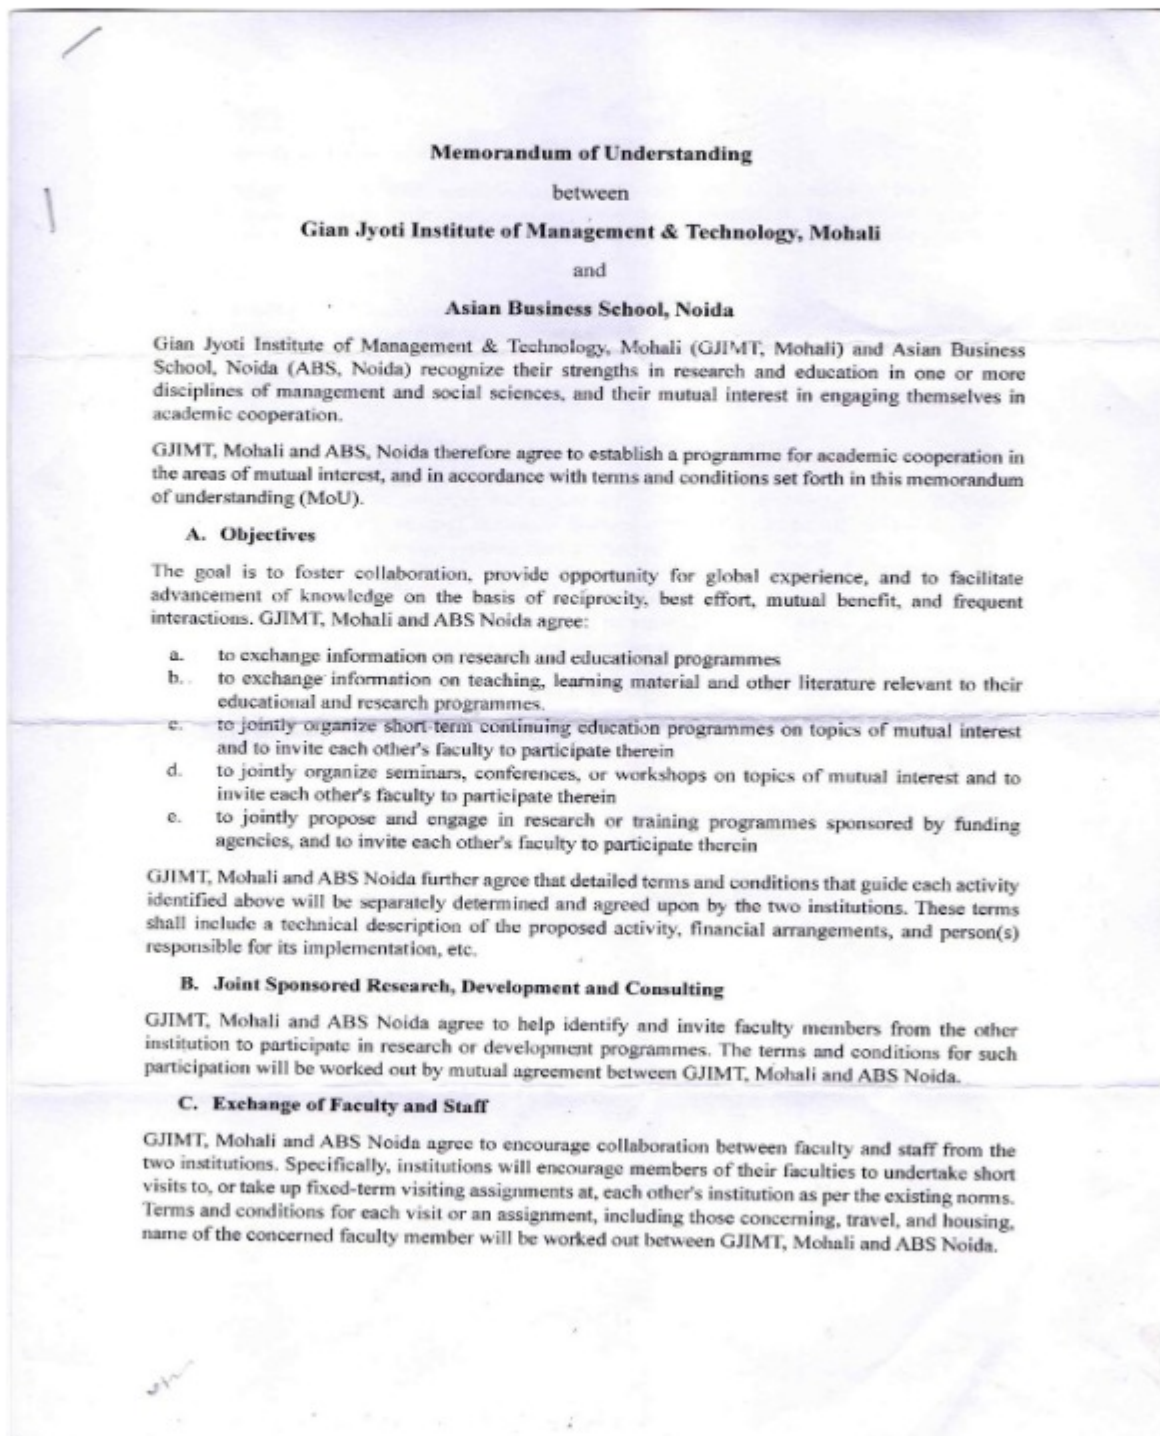 Memorandum of Understanding
between
Gian Jyoti Institute of Management & Technology, Mohali
and
Asian Business School, Noida
Gian Jyoti Institute of Management & Technology, Mohali (GJIMT, Mohali) and Asian Business
School, Noida (ABS, Noida) recognize their strengths in research and education in one or more
disciplines of management and social sciences, and their mutual interest in engaging themselves in
academic cooperation.
GJIMT, Mohali and ABS, Noida therefore agree to establish a programme for academic cooperation in
the areas of mutual interest, and in accordance with terms and conditions set forth in this memorandum
of understanding (MoU).
A. Objectives
The goal is to foster collaboration, provide opportunity for global experience, and to facilitate
advancement of knowledge on the basis of reciprocity, best effort, mutual benefit, and frequent
interactions. GJIMT, Mohali and ABS Noida agree:
a. to exchange information on research and educational programmes
b. to exchange information on teaching, learning material and other literature relevant to their
educational and research programmes.
c. to jointly organize short-term continuing education programmes on topics of mutual interest
and to invite each other's faculty to participate therein
d. to jointly organize seminars, conferences, or workshops on topics of mutual interest and to
invite each other's faculty to participate therein
e. to jointly propose and engage in research or training programmes sponsored by funding
agencies, and to invite each other's faculty to participate therein
GJIMT, Mohali and ABS Noida further agree that detailed terms and conditions that guide each activity
identified above will be separately determined and agreed upon by the two institutions. These terms
shall include a technical description of the proposed activity, financial arrangements, and person(s)
responsible for its implementation, etc.
B. Joint Sponsored Research, Development and Consulting
GJIMT, Mohali and ABS Noida agree to help identify and invite faculty members from the other
institution to participate in research or development programmes. The terms and conditions for such
participation will be worked out by mutual agreement between GJIMT, Mohali and ABS Noida.
C. Exchange of Faculty and Staff
GJIMT, Mohali and ABS Noida agree to encourage collaboration between faculty and staff from the
two institutions. Specifically, institutions will encourage members of their faculties to undertake short
visits to, or take up fixed-term visiting assignments at, each other's institution as per the existing norms.
Terms and conditions for each visit or an assignment, including those concerning, travel, and housing,
name of the concerned faculty member will be worked out between GJIMT, Mohali and ABS Noida.